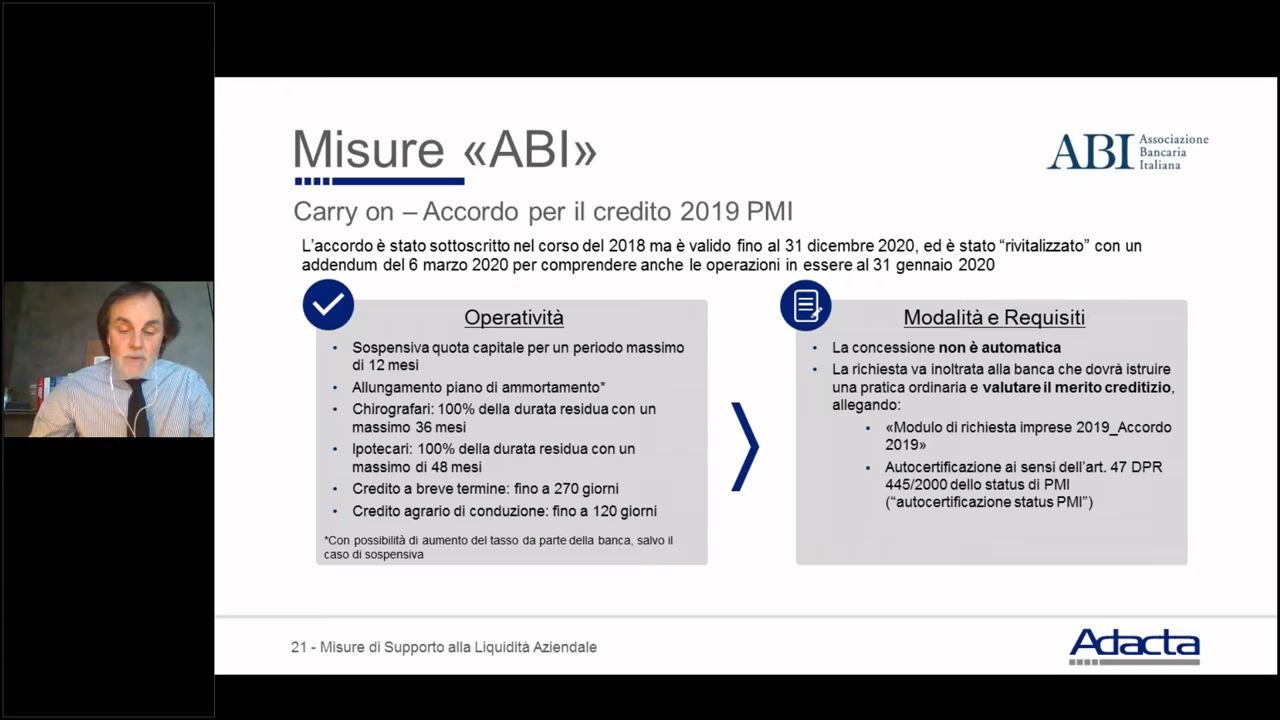 Misure «ABI»
ABI Associazione
Bancaria
Italiana
Carry on – Accordo per il credito 2019 PMI
L'accordo è stato sottoscritto nel corso del 2018 ma è valido fino al 31 dicembre 2020, ed è stato “rivitalizzato” con un
addendum del 6 marzo 2020 per comprendere anche le operazioni in essere al 31 gennaio 2020
Operatività
• Sospensiva quota capitale per un periodo massimo
di 12 mesi
• Allungamento piano di ammortamento*
• Chirografari: 100% della durata residua con un
massimo 36 mesi
• Ipotecari: 100% della durata residua con un
massimo di 48 mesi
• Credito a breve termine: fino a 270 giorni
• Credito agrario di conduzione: fino a 120 giorni
*Con possibilità di aumento del tasso da parte della banca, salvo il
caso di sospensiva
Modalità e Requisiti
• La concessione non è automatica
• La richiesta va inoltrata alla banca che dovrà istruire
una pratica ordinaria e valutare il merito creditizio,
allegando:
▪ «Modulo di richiesta imprese 2019_Accordo
2019»
▪ Autocertificazione ai sensi dell'art. 47 DPR
445/2000 dello status di PMI
(“autocertificazione status PMI”)
21 - Misure di Supporto alla Liquidità Aziendale
Adacta